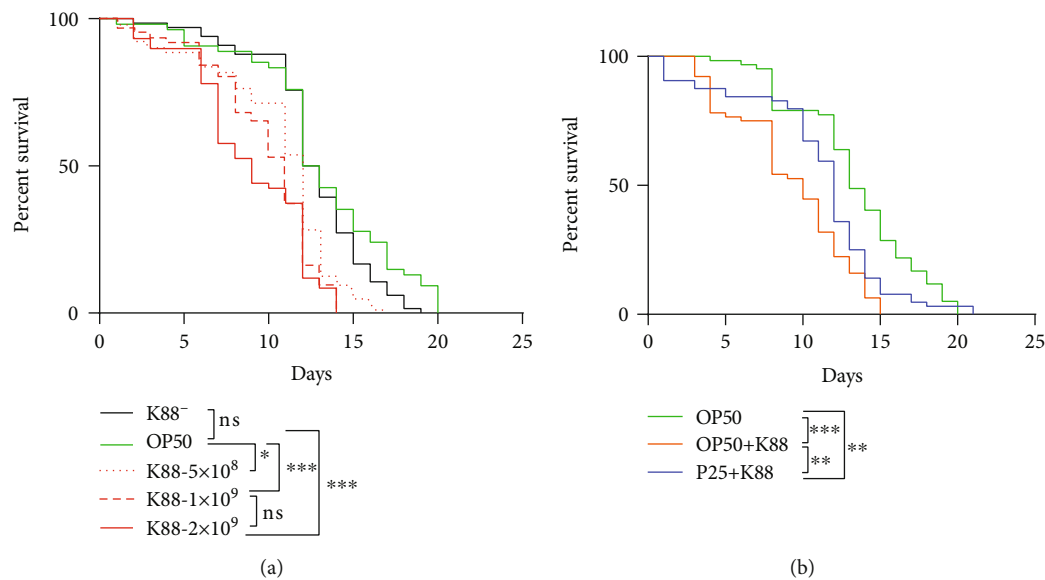 100
50
0
Percent survival
0 5 10 15 20 25
Days
K88⁻
OP50
K88-5×10⁸
K88-1×10⁹
K88-2×10⁹
ns
*
***
ns
***
(a)
100
50
0
Percent survival
0 5 10 15 20 25
Days
OP50
OP50+K88
P25+K88
***
**
**
(b)